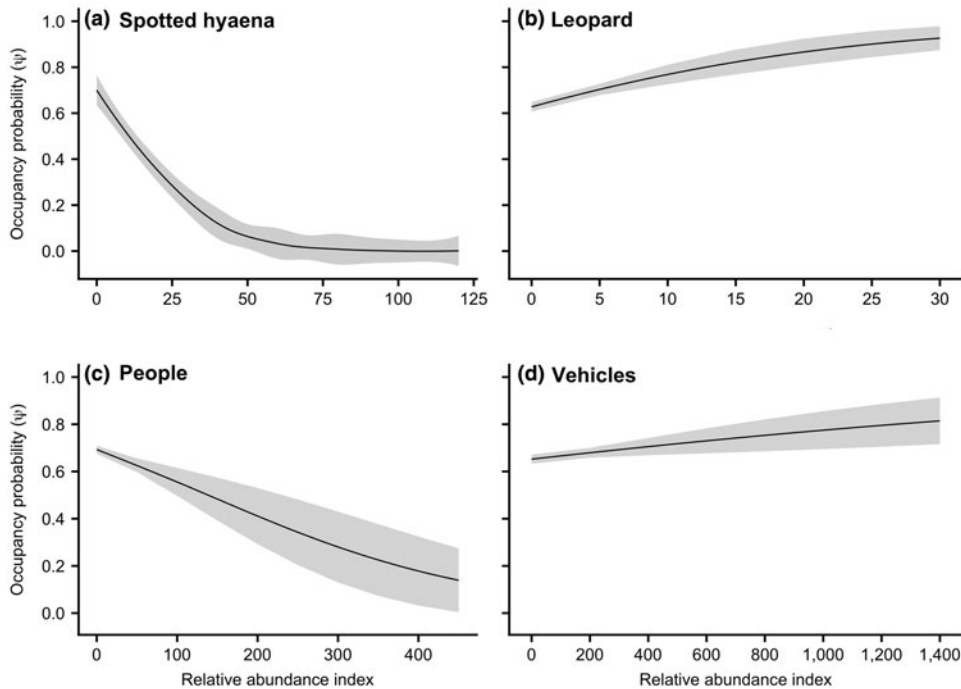 (a) Spotted hyaena
Occupancy probability (ψ)
1.0
0.8
0.6
0.4
0.2
0.0
0 25 50 75 100 125
(b) Leopard
0 5 10 15 20 25 30
(c) People
Occupancy probability (ψ)
1.0
0.8
0.6
0.4
0.2
0.0
0 100 200 300 400
Relative abundance index
(d) Vehicles
0 200 400 600 800 1,000 1,200 1,400
Relative abundance index